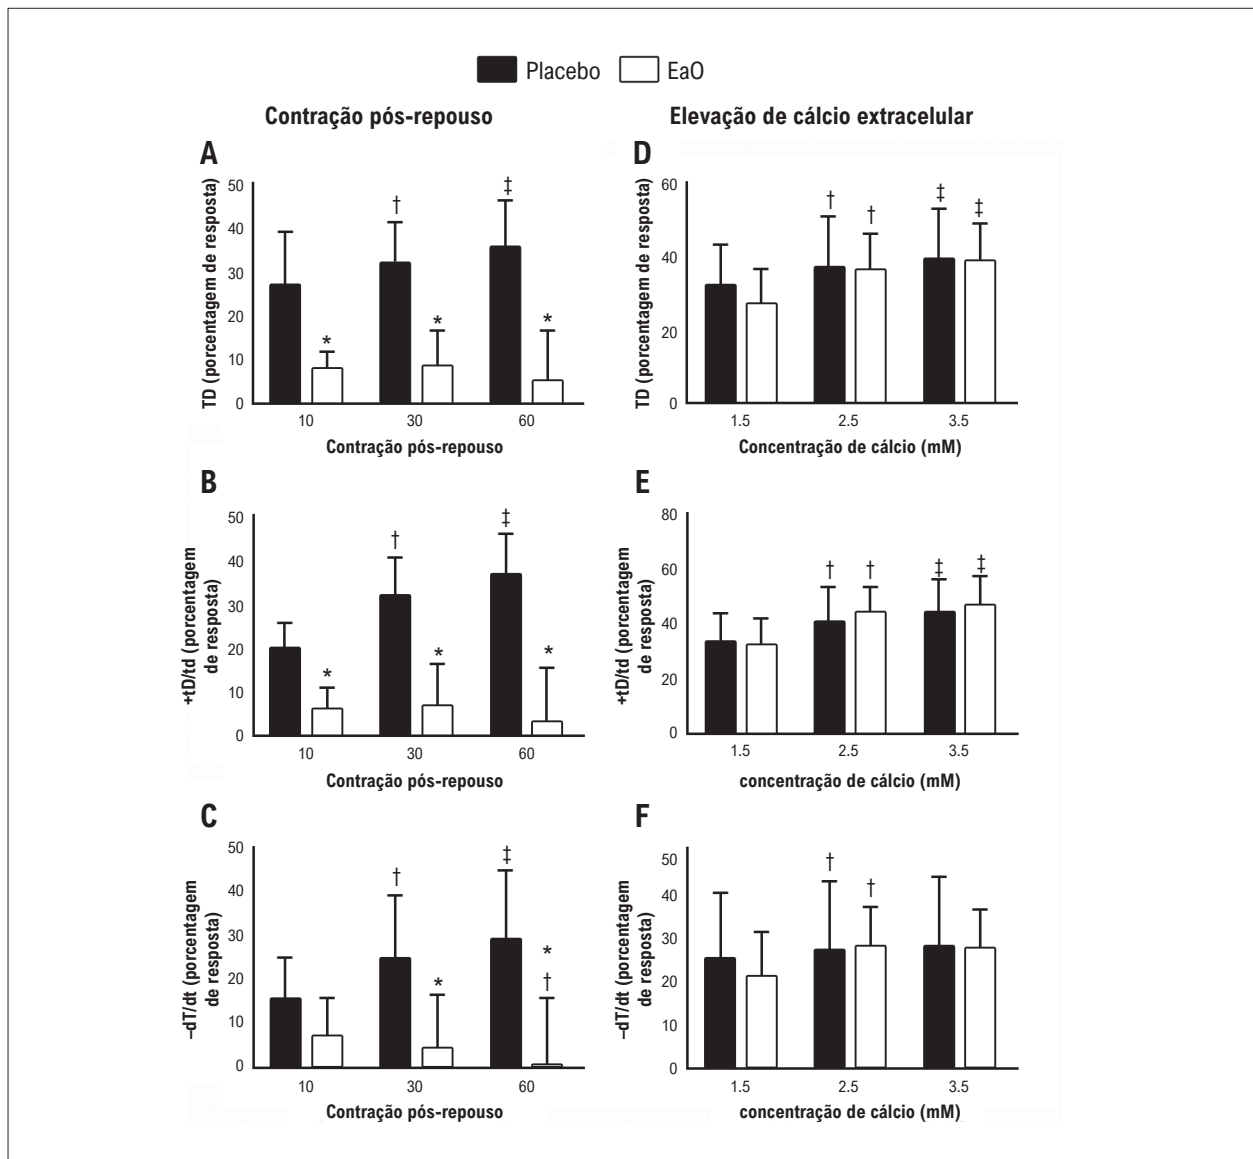 Placebo EaO
Contração pós-repouso
A
TD (porcentagem de resposta)
50
40
30
20
10
0
†
‡
*
*
*
10 30 60
Contração pós-repouso
B
+tD/td (porcentagem
de resposta)
50
40
30
20
10
0
†
‡
*
*
*
10 30 60
Contração pós-repouso
C
–dT/dt (porcentagem
de resposta)
50
40
30
20
10
0
†
‡
*
*
†
10 30 60
Contração pós-repouso
Elevação de cálcio extracelular
D
TD (porcentagem de resposta)
60
40
20
0
† † ‡ ‡
1.5 2.5 3.5
Concentração de cálcio (mM)
E
+tD/td (porcentagem
de resposta)
80
60
40
20
0
† † ‡ ‡
1.5 2.5 3.5
concentração de cálcio (mM)
F
–dT/dt (porcentagem
de resposta)
50
40
30
20
10
0
† †
1.5 2.5 3.5
concentração de cálcio (mM)